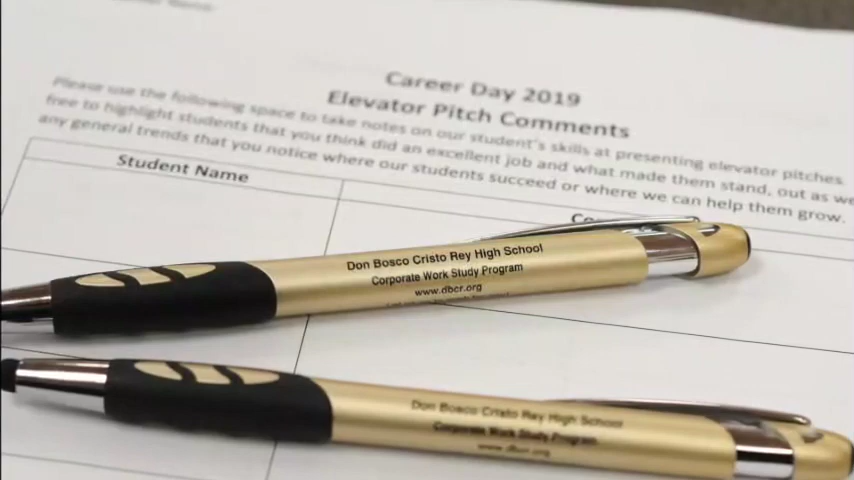 Career Day 2019
Elevator Pitch Comments
Please use the following space to take notes on our student's skills at presenting elevator pitches.
free to highlight students that you think did an excellent job and what made them stand, out as we
any general trends that you notice where our students succeed or where we can help them grow.
Student Name
Don Bosco Cristo Rey High School
Corporate Work Study Program
www.dbcr.org
Don Bosco Cristo Rey High School
Corporate Work Study Program
www.dbcr.org